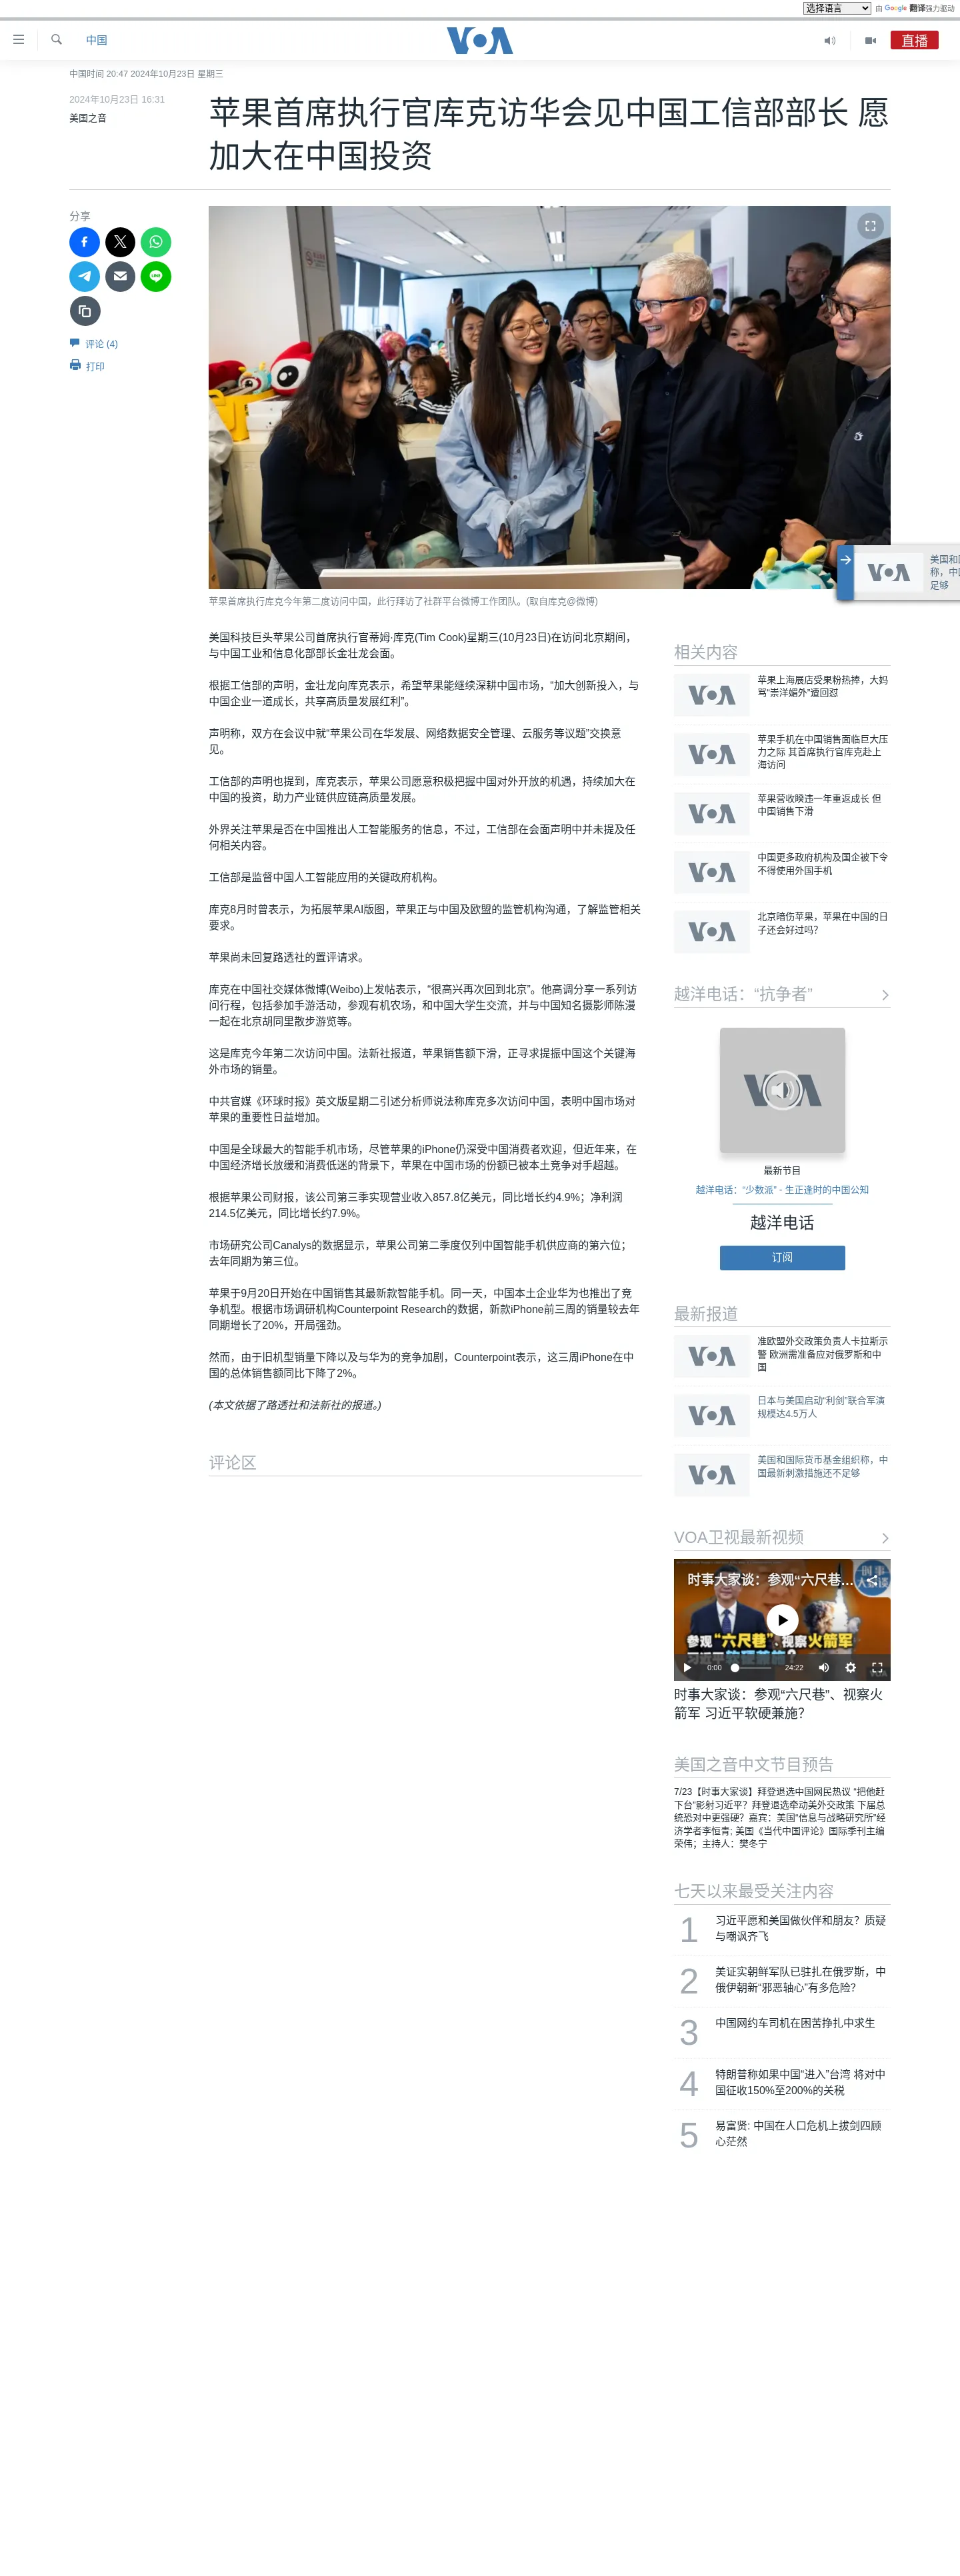 选择语言 由 Google 翻译强力驱动
中国
VOA
直播
中国时间 20:47 2024年10月23日 星期三
2024年10月23日 16:31
美国之音
苹果首席执行官库克访华会见中国工信部部长 愿
加大在中国投资
分享
评论 (4)
打印
苹果首席执行官库克今年第二度访问中国，此行拜访了社群平台微博工作团队。(取自库克@微博)
美国科技巨头苹果公司首席执行官蒂姆·库克(Tim Cook)星期三(10月23日)在访问北京期间，
与中国工业和信息化部部长金壮龙会面。
根据工信部的声明，金壮龙向库克表示，希望苹果能继续深耕中国市场，“加大创新投入，与
中国企业一道成长，共享高质量发展红利”。
声明称，双方在会议中就“苹果公司在华发展、网络数据安全管理、云服务等议题”交换意
见。
工信部的声明也提到，库克表示，苹果公司愿意积极把握中国对外开放的机遇，持续加大在
中国的投资，助力产业链供应链高质量发展。
外界关注苹果是否在中国推出人工智能服务的信息，不过，工信部在会面声明中并未提及任
何相关内容。
工信部是监督中国人工智能应用的关键政府机构。
库克8月时曾表示，为拓展苹果AI版图，苹果正与中国及欧盟的监管机构沟通，了解监管相关
要求。
苹果尚未回复路透社的置评请求。
库克在中国社交媒体微博(Weibo)上发帖表示，“很高兴再次回到北京”。他高调分享一系列访
问行程，包括参加手游活动，参观有机农场，和中国大学生交流，并与中国知名摄影师陈漫
一起在北京胡同里散步游览等。
这是库克今年第二次访问中国。法新社报道，苹果销售额下滑，正寻求提振中国这个关键海
外市场的销量。
中共官媒《环球时报》英文版星期二引述分析师说法称库克多次访问中国，表明中国市场对
苹果的重要性日益增加。
中国是全球最大的智能手机市场，尽管苹果的iPhone仍深受中国消费者欢迎，但近年来，在
中国经济增长放缓和消费低迷的背景下，苹果在中国市场的份额已被本土竞争对手超越。
根据苹果公司财报，该公司第三季实现营业收入857.8亿美元，同比增长约4.9%；净利润
214.5亿美元，同比增长约7.9%。
市场研究公司Canalys的数据显示，苹果公司第二季度仅列中国智能手机供应商的第六位；
去年同期为第三位。
苹果于9月20日开始在中国销售其最新款智能手机。同一天，中国本土企业华为也推出了竞
争机型。根据市场调研机构Counterpoint Research的数据，新款iPhone前三周的销量较去年
同期增长了20%，开局强劲。
然而，由于旧机型销量下降以及与华为的竞争加剧，Counterpoint表示，这三周iPhone在中
国的总体销售额同比下降了2%。
(本文依据了路透社和法新社的报道。)
评论区
美国和国
称，中国
足够
相关内容
苹果上海展店受果粉热捧，大妈
骂“崇洋媚外”遭回怼
苹果手机在中国销售面临巨大压
力之际 其首席执行官库克赴上
海访问
苹果营收暌违一年重返成长 但
中国销售下滑
中国更多政府机构及国企被下令
不得使用外国手机
北京暗伤苹果，苹果在中国的日
子还会好过吗？
越洋电话：“抗争者”
最新节目
越洋电话：“少数派” - 生正逢时的中国公知
越洋电话
订阅
最新报道
准欧盟外交政策负责人卡拉斯示
警 欧洲需准备应对俄罗斯和中
国
日本与美国启动“利剑”联合军演
规模达4.5万人
美国和国际货币基金组织称，中
国最新刺激措施还不足够
VOA卫视最新视频
时事大家谈：参观“六尺巷…
参观“六尺巷”、视察火箭军
习近平软硬兼施？
0:00 24:22
时事大家谈：参观“六尺巷”、视察火
箭军 习近平软硬兼施？
美国之音中文节目预告
7/23【时事大家谈】拜登退选中国网民热议 “把他赶
下台”影射习近平？拜登退选牵动美外交政策 下届总
统恐对中更强硬？嘉宾：美国“信息与战略研究所”经
济学者李恒青; 美国《当代中国评论》国际季刊主编
荣伟；主持人：樊冬宁
七天以来最受关注内容
1 习近平愿和美国做伙伴和朋友？质疑
与嘲讽齐飞
2 美证实朝鲜军队已驻扎在俄罗斯，中
俄伊朝新“邪恶轴心”有多危险？
3 中国网约车司机在困苦挣扎中求生
4 特朗普称如果中国“进入”台湾 将对中
国征收150%至200%的关税
5 易富贤: 中国在人口危机上拔剑四顾
心茫然